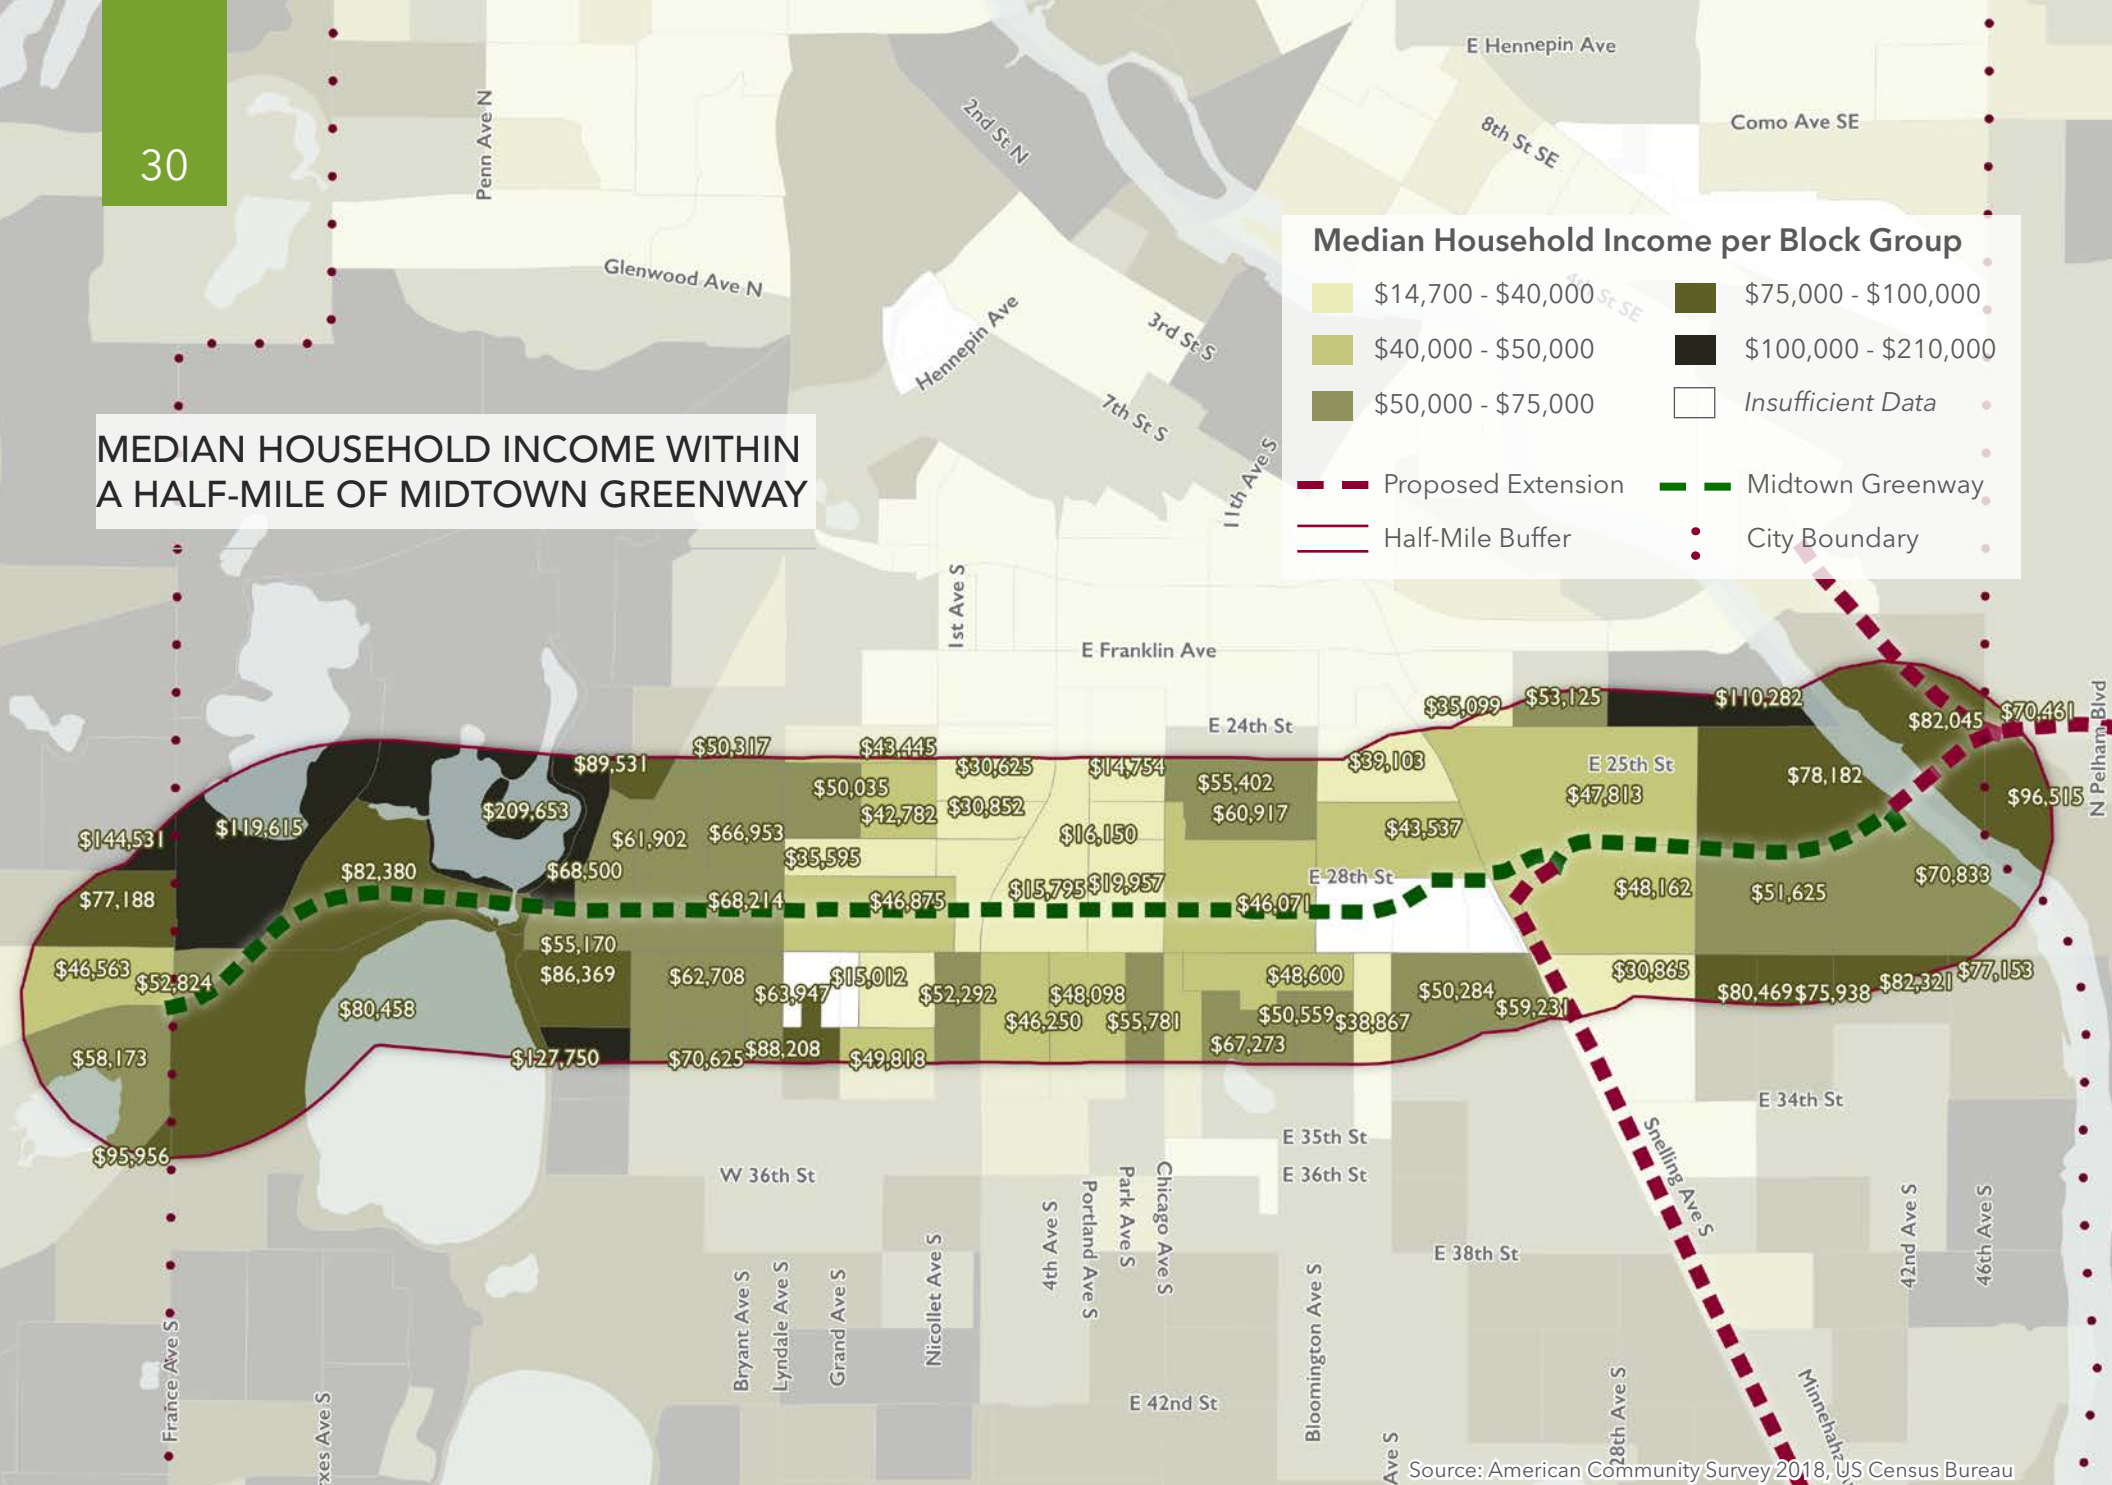 30
MEDIAN HOUSEHOLD INCOME WITHIN
A HALF-MILE OF MIDTOWN GREENWAY
Median Household Income per Block Group
$14,700 - $40,000
$40,000 - $50,000
$50,000 - $75,000
$75,000 - $100,000
$100,000 - $210,000
Insufficient Data
Proposed Extension
Half-Mile Buffer
Midtown Greenway
City Boundary
E Hennepin Ave
Como Ave SE
8th St SE
4th St SE
Penn Ave N
2nd St N
Glenwood Ave N
Hennepin Ave
3rd St S
7th St S
11th Ave S
1st Ave S
E Franklin Ave
E 24th St
E 25th St
E 28th St
N Pelham Blvd
$35,099
$53,125
$110,282
$82,045
$70,461
$50,317
$43,445
$89,531
$30,625
$14,754
$39,103
$55,402
$78,182
$50,035
$47,813
$96,515
$209,653
$42,782
$30,852
$60,917
$119,615
$144,531
$61,902
$66,953
$16,150
$43,537
$35,595
$82,380
$68,500
$15,795
$19,957
$48,162
$51,625
$70,833
$77,188
$68,214
$46,875
$46,071
$55,170
$46,563
$52,824
$86,369
$62,708
$63,947
$15,012
$52,292
$48,098
$48,600
$50,284
$30,865
$80,469
$75,938
$82,321
$77,153
$80,458
$46,250
$55,781
$50,559
$38,867
$59,231
$58,173
$127,750
$70,625
$88,208
$49,818
$67,273
$95,956
E 34th St
E 35th St
W 36th St
E 36th St
E 38th St
E 42nd St
France Ave S
xes Ave S
Bryant Ave S
Lyndale Ave S
Grand Ave S
Nicollet Ave S
4th Ave S
Portland Ave S
Park Ave S
Chicago Ave S
Bloomington Ave S
Ave S
28th Ave S
Snelling Ave S
Minnehaha
42nd Ave S
46th Ave S
Source: American Community Survey 2018, US Census Bureau